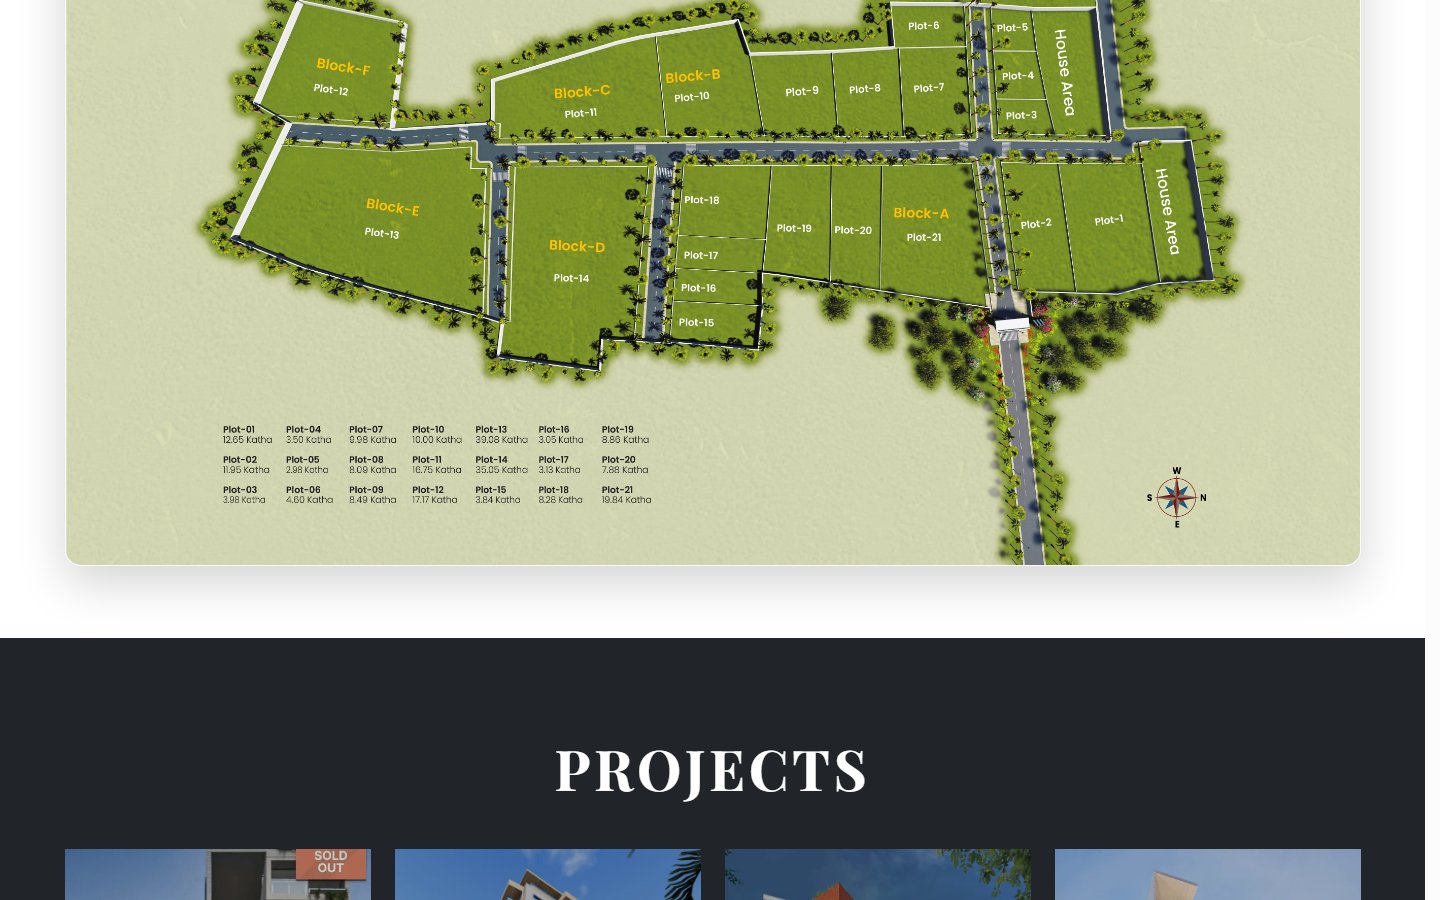 Plot-6
Plot-5
House Area
Block-F
Plot-12
Block-C
Plot-11
Block-B
Plot-10
Plot-9
Plot-8
Plot-7
Plot-4
Plot-3
Block-E
Plot-13
Block-D
Plot-14
Plot-18
Plot-17
Plot-16
Plot-15
Plot-19
Plot-20
Block-A
Plot-21
Plot-2
Plot-1
House Area
Plot-01 Plot-04 Plot-07 Plot-10 Plot-13 Plot-16 Plot-19
12.65 Katha 3.50 Katha 9.98 Katha 10.00 Katha 39.08 Katha 3.05 Katha 8.86 Katha
Plot-02 Plot-05 Plot-08 Plot-11 Plot-14 Plot-17 Plot-20
11.95 Katha 2.98 Katha 8.09 Katha 16.75 Katha 35.05 Katha 3.13 Katha 7.88 Katha
Plot-03 Plot-06 Plot-09 Plot-12 Plot-15 Plot-18 Plot-21
3.98 Katha 4.60 Katha 8.49 Katha 17.17 Katha 3.84 Katha 8.28 Katha 19.84 Katha
W
S N
E
PROJECTS
SOLD
OUT